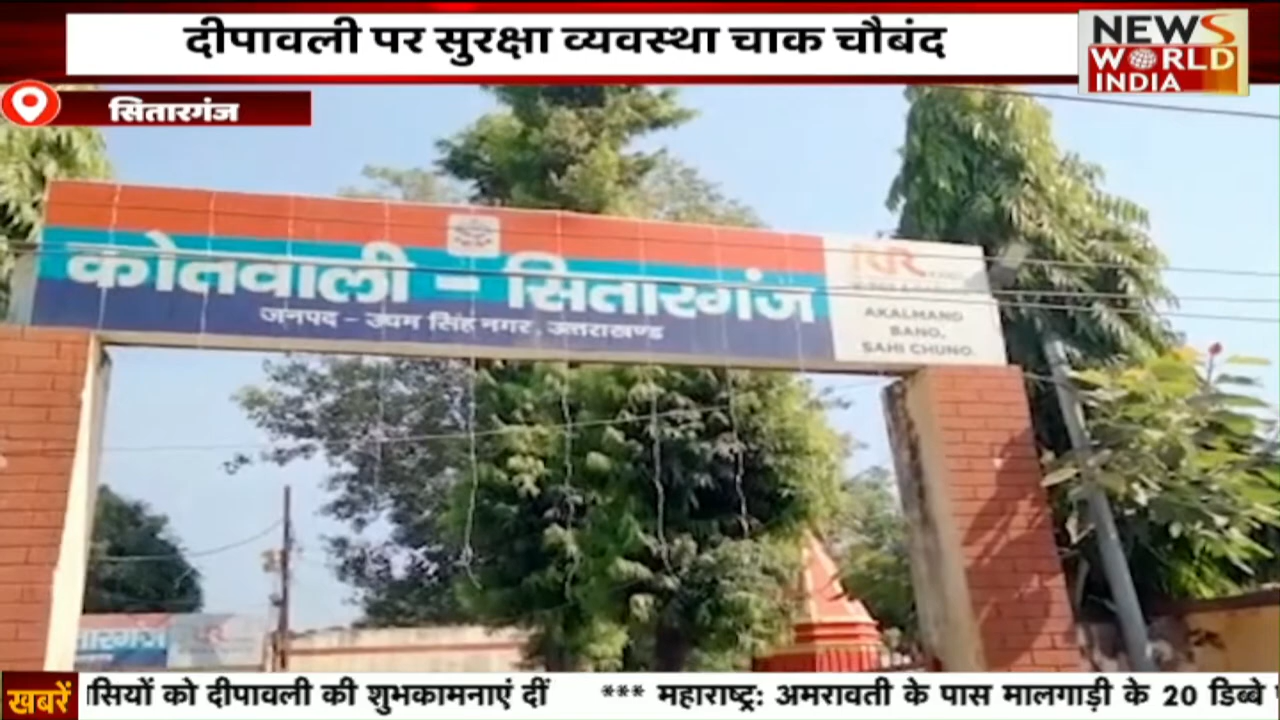 दीपावली पर सुरक्षा व्यवस्था चाक चौबंद
NEWS
WORLD
INDIA
सितारगंज
कोतवाली - सितारगंज
जनपद - उधम सिंह नगर, उत्तराखण्ड
AKALMAND
BANO,
SAHI CHUNO.
खबरें
सियों को दीपावली की शुभकामनाएं दीं *** महाराष्ट्र: अमरावती के पास मालगाड़ी के 20 डिब्बे